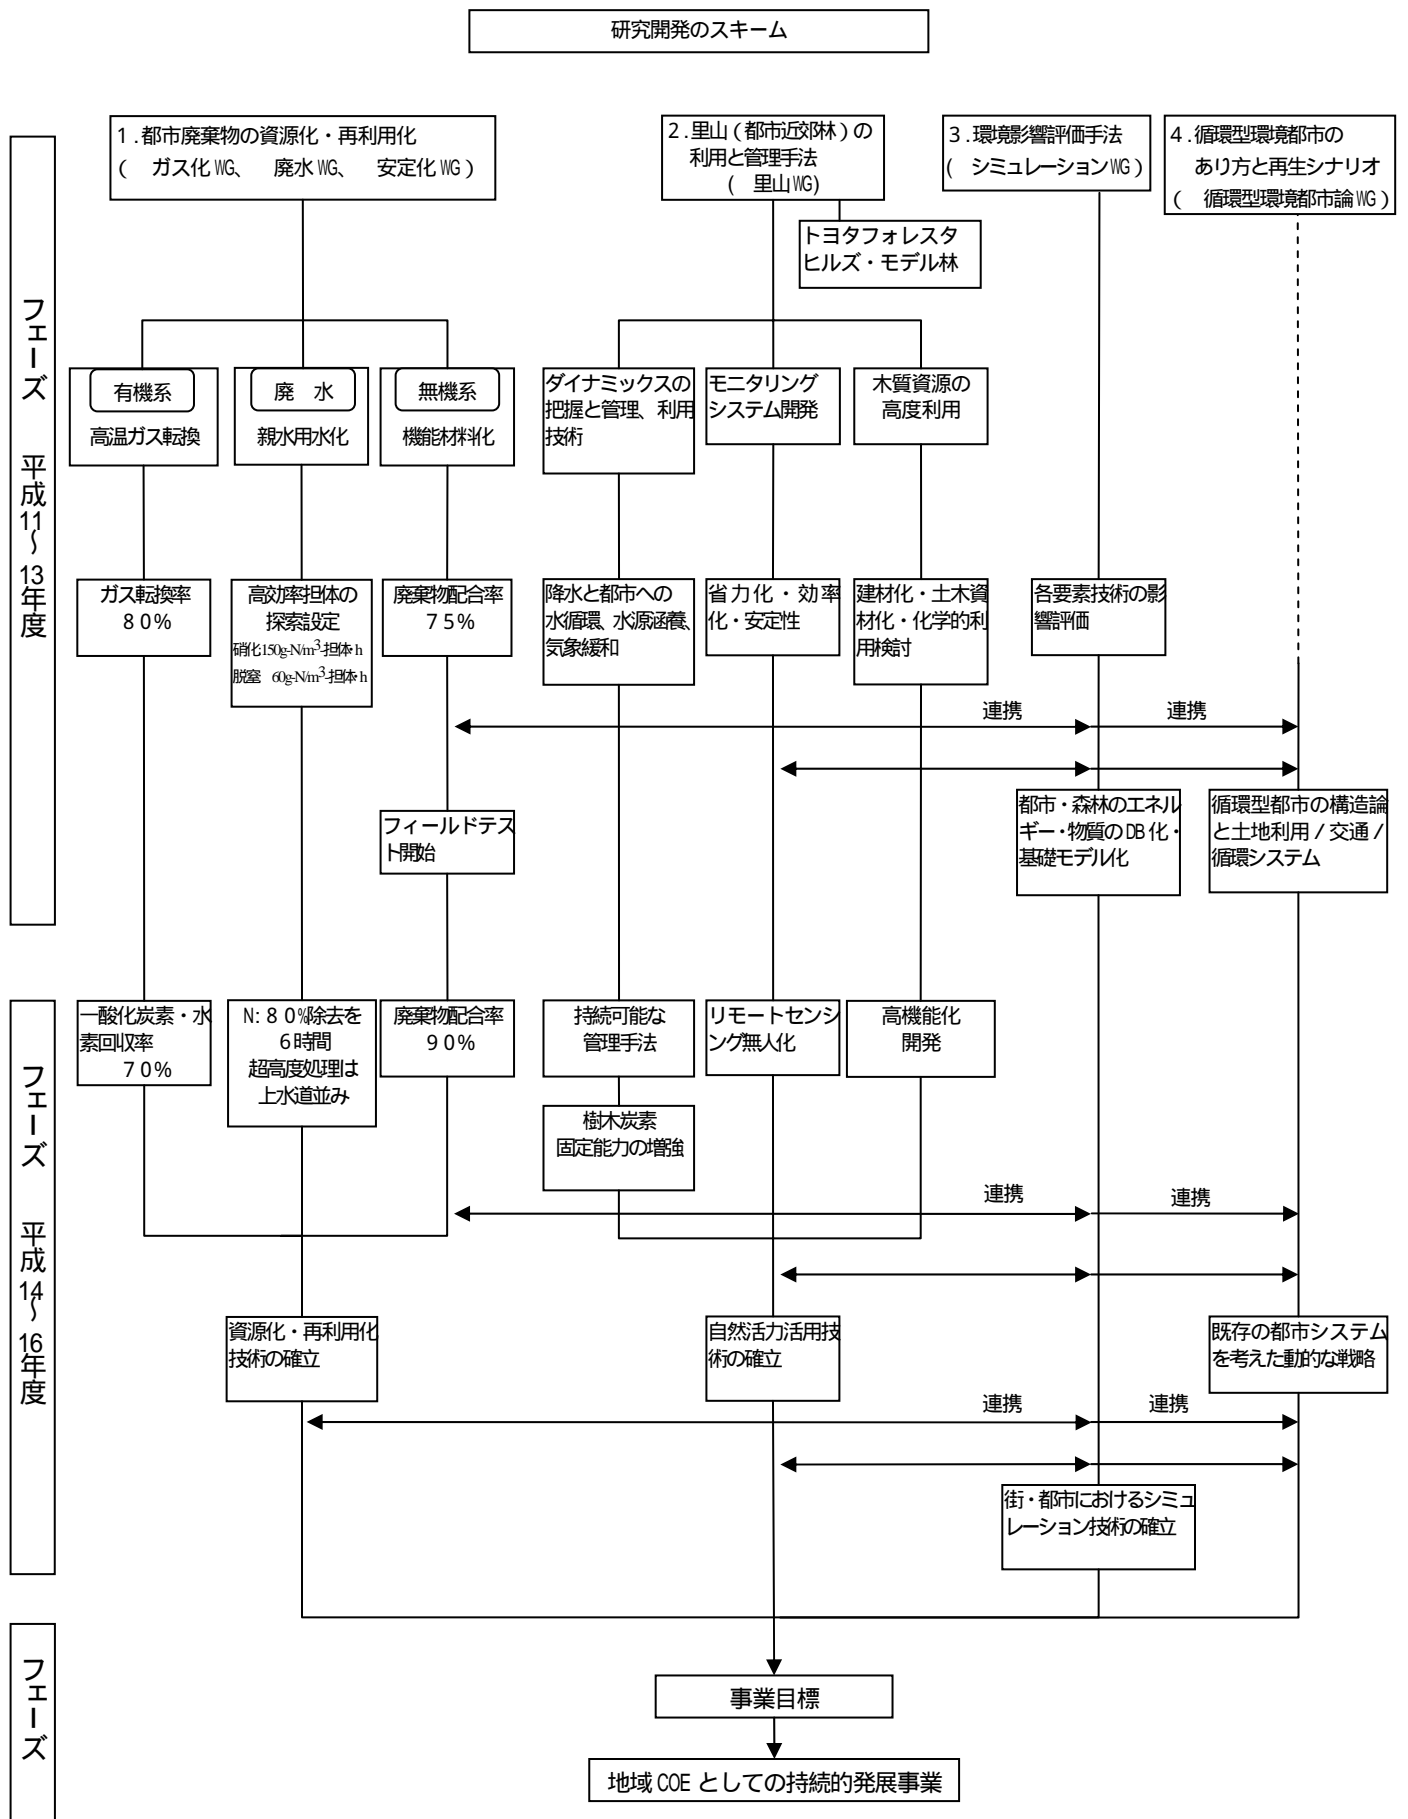 研究開発のスキーム
1.都市廃棄物の資源化・再利用化
( ガス化WG、 廃水WG、 安定化WG)
2.里山(都市近郊林)の
利用と管理手法
( 里山WG)
3.環境影響評価手法
( シミュレーションWG)
4.循環型環境都市の
あり方と再生シナリオ
( 循環型環境都市論WG)
トヨタフォレスタ
ヒルズ・モデル林
フェーズ 平成11~13年度
有機系
高温ガス転換
廃 水
親水用水化
無機系
機能材料化
ダイナミックスの
把握と管理、利用
技術
モニタリング
システム開発
木質資源の
高度利用
ガス転換率
80%
高効率担体の
探索設定
硝化150g-N/m3-担体・h
脱窒 60g-N/m3-担体・h
廃棄物配合率
75%
降水と都市への
水循環、水源涵養、
気象緩和
省力化・効率
化・安定性
建材化・土木資
材化・化学的利
用検討
各要素技術の影
響評価
連携
連携
フィールドテス
ト開始
都市・森林のエネル
ギー・物質のDB化・
基礎モデル化
循環型都市の構造論
と土地利用/交通/
循環システム
フェーズ 平成14~16年度
一酸化炭素・水
素回収率
70%
N:80%除去を
6時間
超高度処理は
上水道並み
廃棄物配合率
90%
持続可能な
管理手法
リモートセンシ
ング無人化
高機能化
開発
樹木炭素
固定能力の増強
連携
連携
資源化・再利用化
技術の確立
自然活力活用技
術の確立
既存の都市システム
を考えた動的な戦略
連携
連携
街・都市におけるシミュ
レーション技術の確立
フェーズ
事業目標
地域COEとしての持続的発展事業